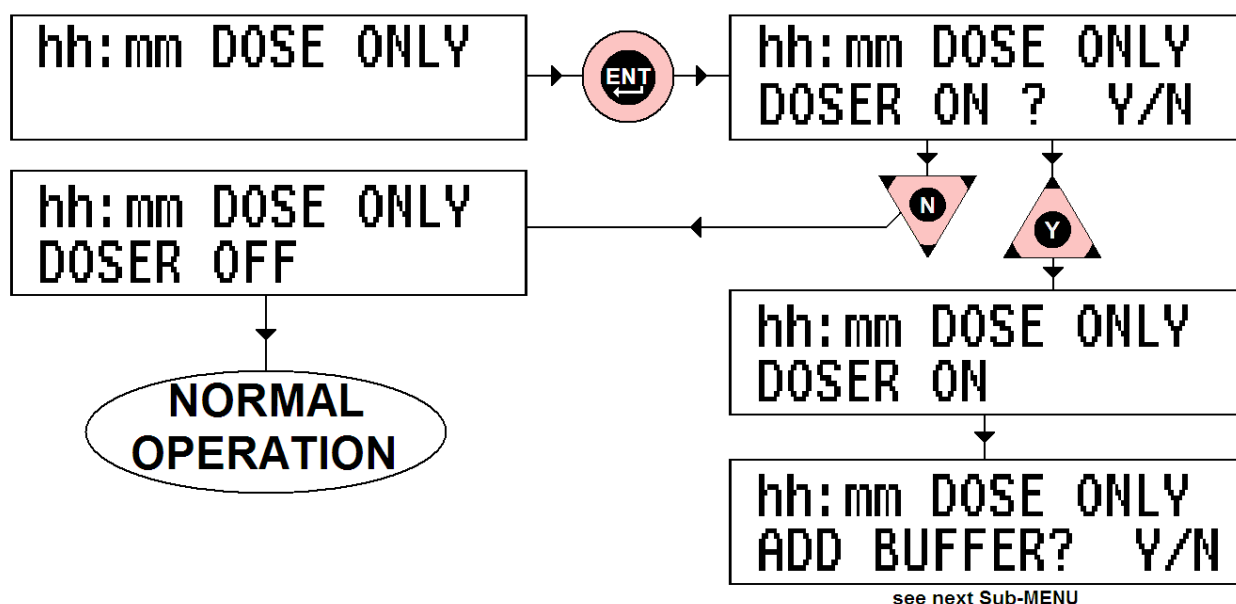 hh:mm DOSE ONLY
ENT
hh:mm DOSE ONLY
DOSER ON ? Y/N
N
Y
hh:mm DOSE ONLY
DOSER OFF
NORMAL
OPERATION
hh:mm DOSE ONLY
DOSER ON
hh:mm DOSE ONLY
ADD BUFFER? Y/N
see next Sub-MENU